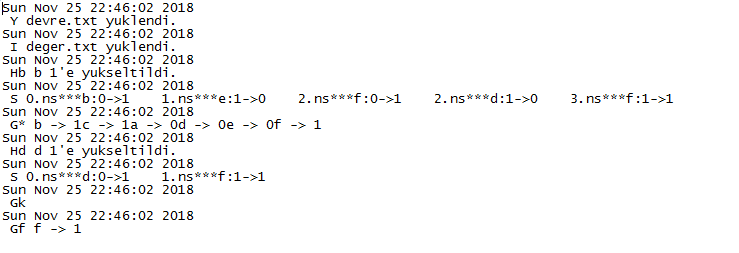 Sun Nov 25 22:46:02 2018
Y devre.txt yuklendi.
Sun Nov 25 22:46:02 2018
I deger.txt yuklendi.
Sun Nov 25 22:46:02 2018
Hb b 1'e yukseltildi.
Sun Nov 25 22:46:02 2018
S 0.ns***b:0->1    1.ns***e:1->0    2.ns***f:0->1    2.ns***d:1->0    3.ns***f:1->1
Sun Nov 25 22:46:02 2018
G* b -> 1c -> 1a -> 0d -> 0e -> 0f -> 1
Sun Nov 25 22:46:02 2018
Hd d 1'e yukseltildi.
Sun Nov 25 22:46:02 2018
S 0.ns***d:0->1    1.ns***f:1->1
Sun Nov 25 22:46:02 2018
Gk
Sun Nov 25 22:46:02 2018
Gf f -> 1